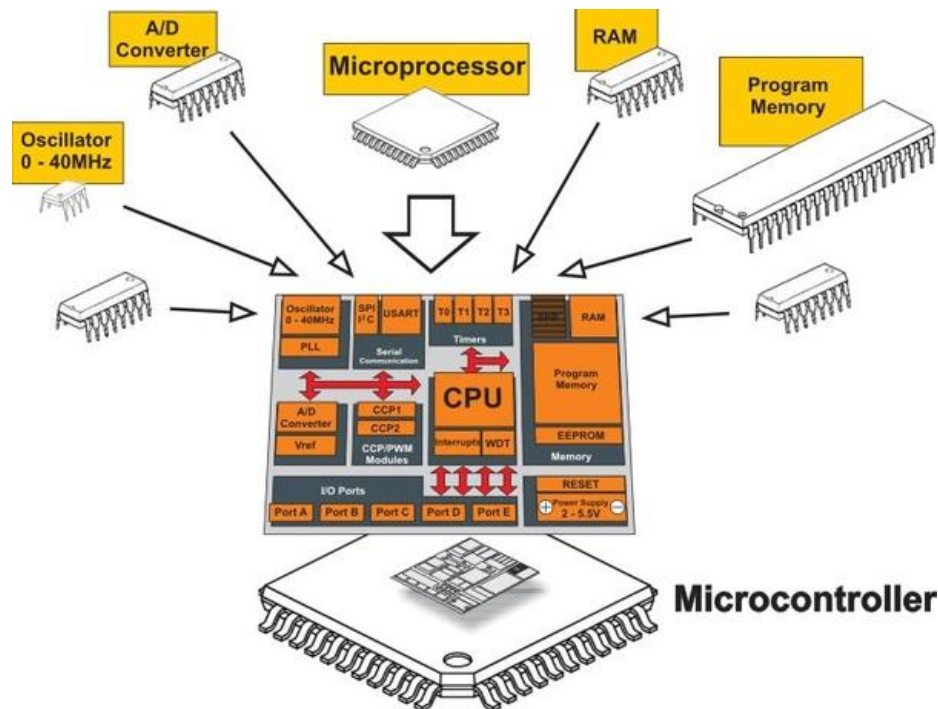 A/D
Converter
Microprocessor
RAM
Program
Memory
Oscillator
0 - 40MHz
Oscillator
0 - 40MHz
PLL
SPI
I²C
USART
Serial
Communication
T0 T1 T2 T3
Timers
RAM
Program
Memory
EEPROM
Memory
A/D
Converter
Vref
CCP1
CCP2
CCP/PWM
Modules
CPU
Interrupts
WDT
I/O Ports
Port A Port B Port C Port D Port E
RESET
Power Supply
+ 2 - 5.5V −
Microcontroller